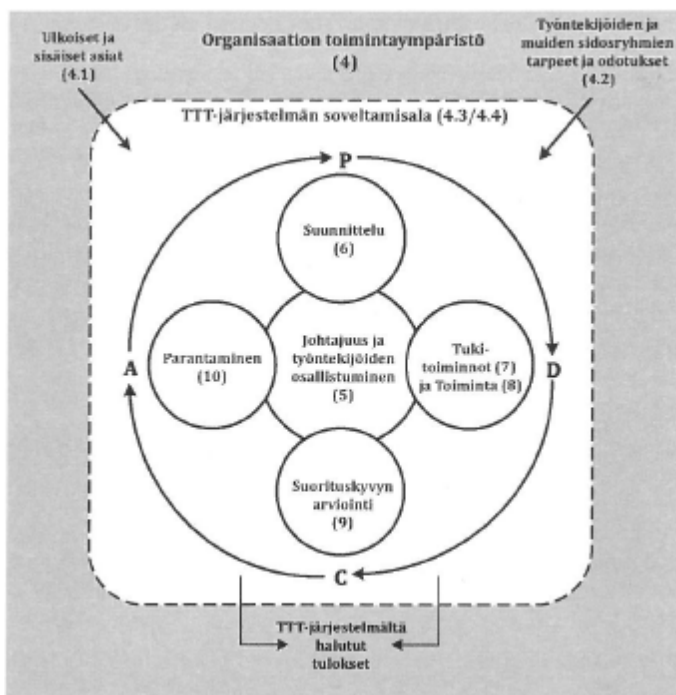 Ulkoiset ja
sisäiset asiat
(4.1)
Organisaation toimintaympäristö
(4)
Työntekijöiden ja
muiden sidosryhmien
tarpeet ja odotukset
(4.2)
TTT-järjestelmän soveltamisala (4.3/4.4)
P
Suunnittelu
(6)
A
Parantaminen
(10)
Johtajuus ja
työntekijöiden
osallistuminen
(5)
Tuki-
toiminnot (7)
ja Toiminta (8)
D
Suorituskyvyn
arviointi
(9)
C
TTT-järjestelmältä
halutut
tulokset